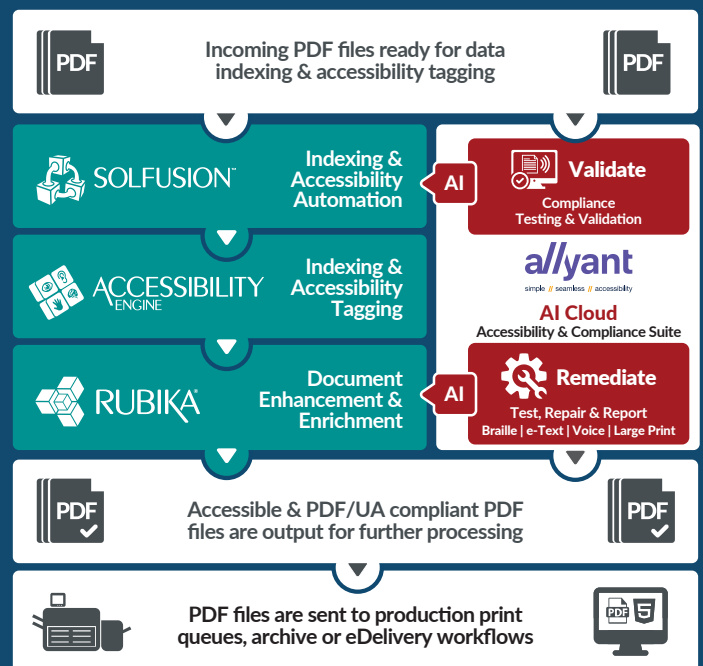 PDF
Incoming PDF files ready for data
indexing & accessibility tagging
PDF
SOLFUSION™
Indexing &
Accessibility
Automation
ACCESSIBILITY
ENGINE
Indexing &
Accessibility
Tagging
RUBIKA®
Document
Enhancement &
Enrichment
AI
Validate
Compliance
Testing & Validation
allyant
simple // seamless // accessibility
AI Cloud
Accessibility & Compliance Suite
AI
Remediate
Test, Repair & Report
Braille | e-Text | Voice | Large Print
PDF
Accessible & PDF/UA compliant PDF
files are output for further processing
PDF
PDF files are sent to production print
queues, archive or eDelivery workflows
PDF
5